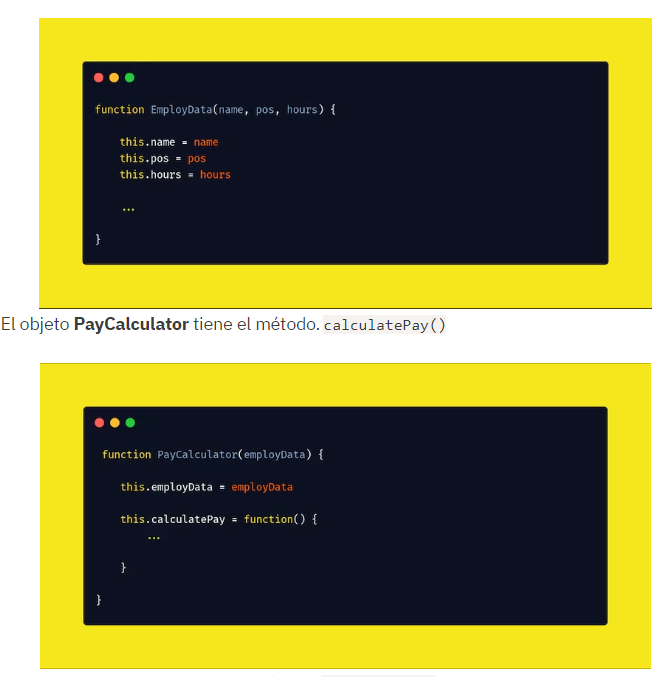 function EmployData(name, pos, hours) {
this.name = name
this.pos = pos
this.hours = hours
...
}
El objeto PayCalculator tiene el método. calculatePay()
function PayCalculator(employData) {
this.employData = employData
this.calculatePay = function() {
...
}
}